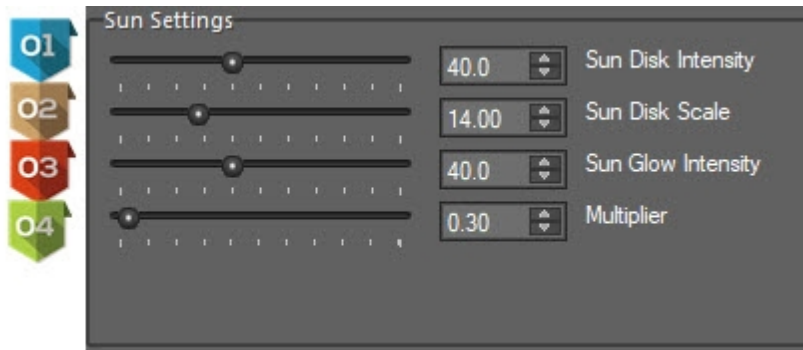 Sun Settings
01 40.0 Sun Disk Intensity
02 14.00 Sun Disk Scale
03 40.0 Sun Glow Intensity
04 0.30 Multiplier